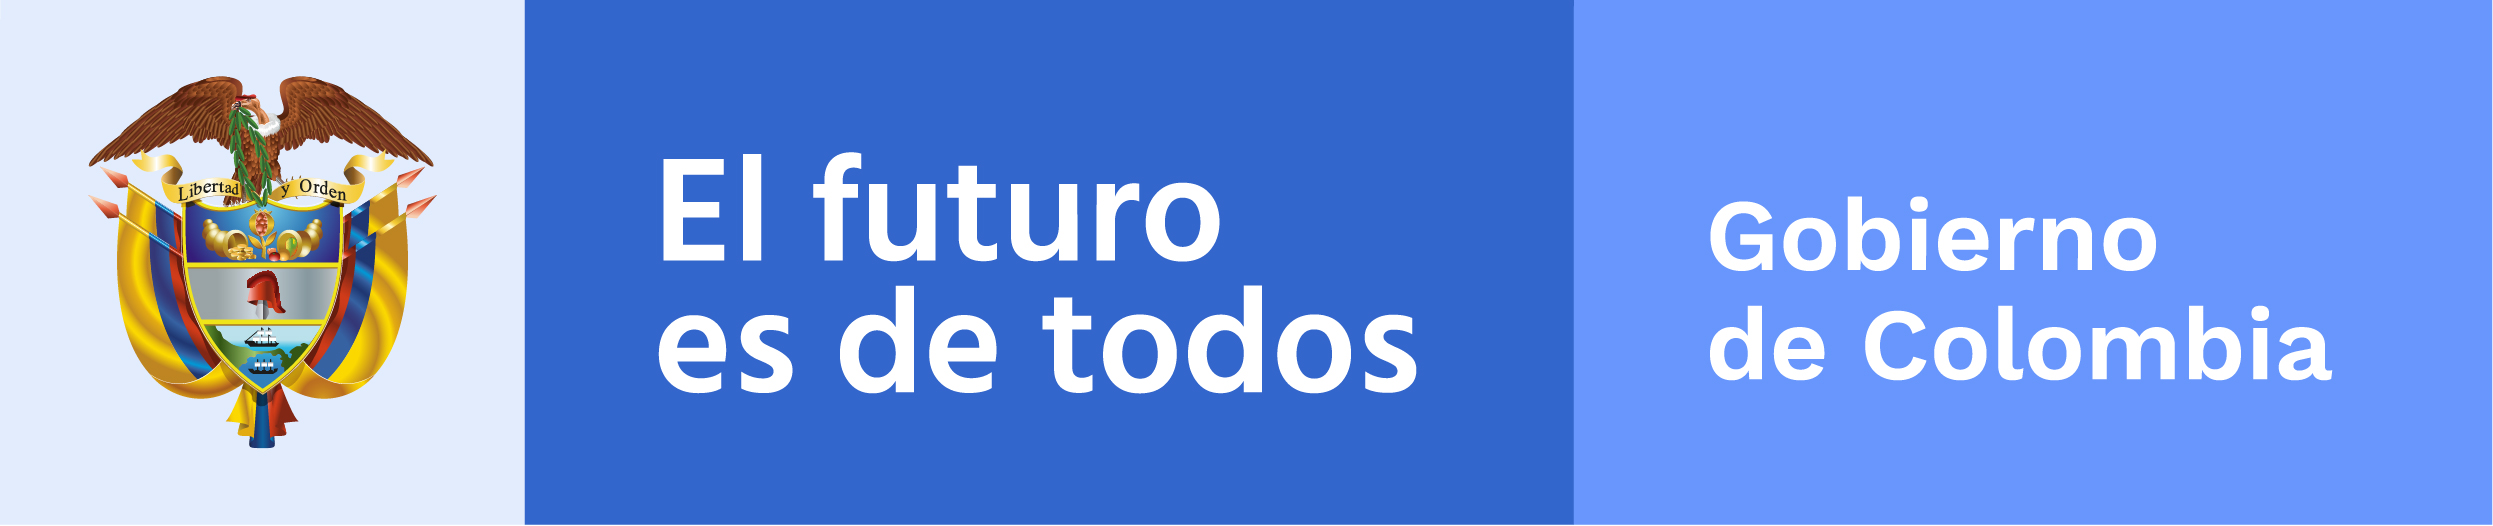 Libertad y Orden
El futuro
es de todos
Gobierno
de Colombia